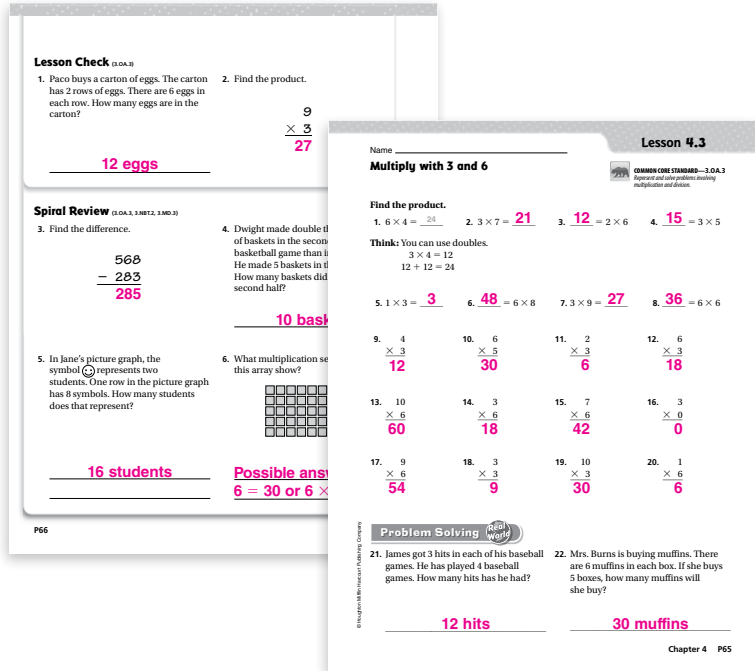 Lesson Check (3.OA.3)
1. Paco buys a carton of eggs. The carton
has 2 rows of eggs. There are 6 eggs in
each row. How many eggs are in the
carton?
12 eggs
2. Find the product.
9
× 3
27
Spiral Review (3.OA.3, 3.NBT.2, 3.MD.3)
3. Find the difference.
568
− 283
285
4. Dwight made double
of baskets in the
basketball game than
He made 5 baskets in
How many baskets did
second half?
10
5. In Jane's picture graph, the
symbol represents two
students. One row in the picture graph
has 8 symbols. How many students
does that represent?
16 students
6. What multiplication
this array show?
Possible
6 = 30 or 6 ×
P66
Name
Lesson 4.3
Multiply with 3 and 6
COMMON CORE STANDARD—3.OA.3
Represent and solve problems involving
multiplication and division.
Find the product.
1. 6 × 4 = 24 2. 3 × 7 = 21 3. 12 = 2 × 6 4. 15 = 3 × 5
Think: You can use doubles.
3 × 4 = 12
12 + 12 = 24
5. 1 × 3 = 3 6. 48 = 6 × 8 7. 3 × 9 = 27 8. 36 = 6 × 6
9. 4 10. 6 11. 2 12. 6
× 3 × 5 × 3 × 3
12 30 6 18
13. 10 14. 3 15. 7 16. 3
× 6 × 6 × 6 × 0
60 18 42 0
17. 9 18. 3 19. 10 20. 1
× 6 × 3 × 3 × 6
54 9 30 6
Problem Solving Real World
21. James got 3 hits in each of his baseball
games. He has played 4 baseball
games. How many hits has he had?
12 hits
22. Mrs. Burns is buying muffins. There
are 6 muffins in each box. If she buys
5 boxes, how many muffins will
she buy?
30 muffins
© Houghton Mifflin Harcourt Publishing Company
Chapter 4 P65